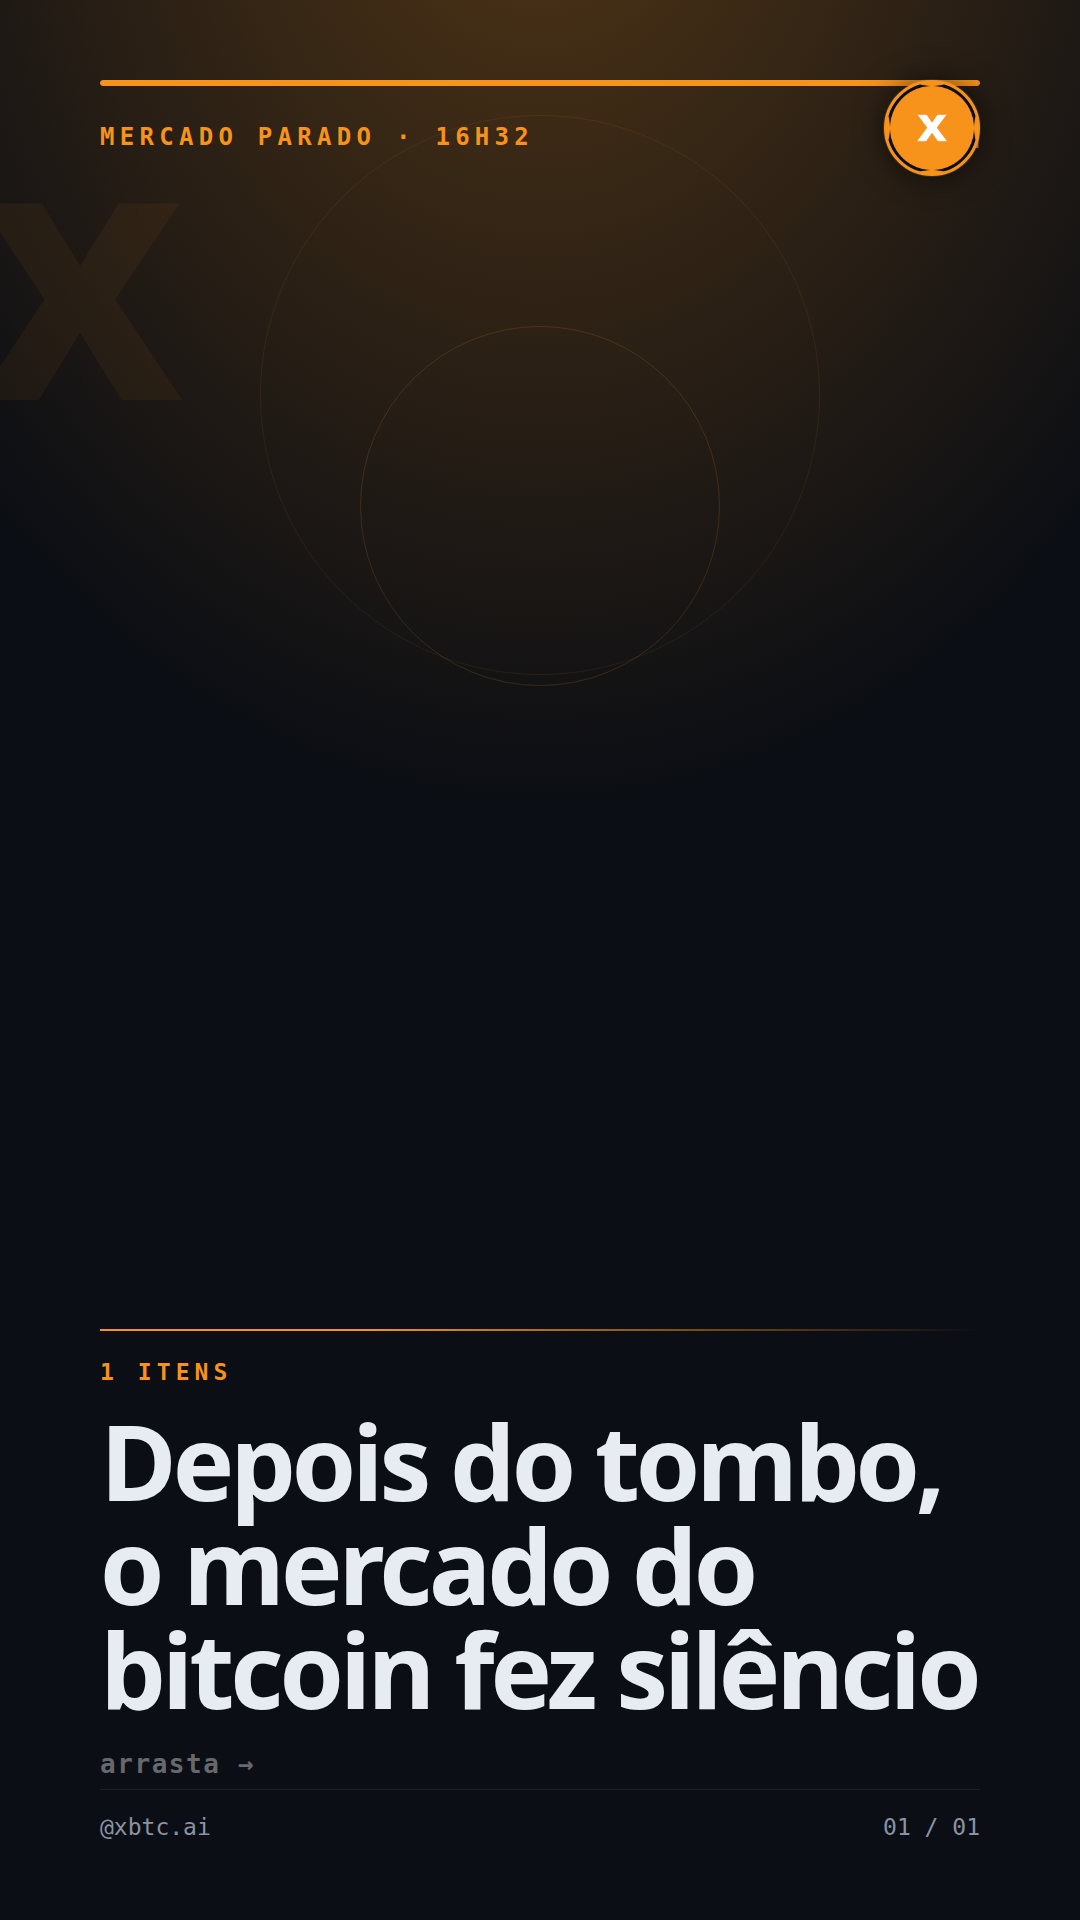 MERCADO PARADO · 16H32
X
X
1 ITENS
Depois do tombo,
o mercado do
bitcoin fez silêncio
arrasta →
@xbtc.ai
01 / 01